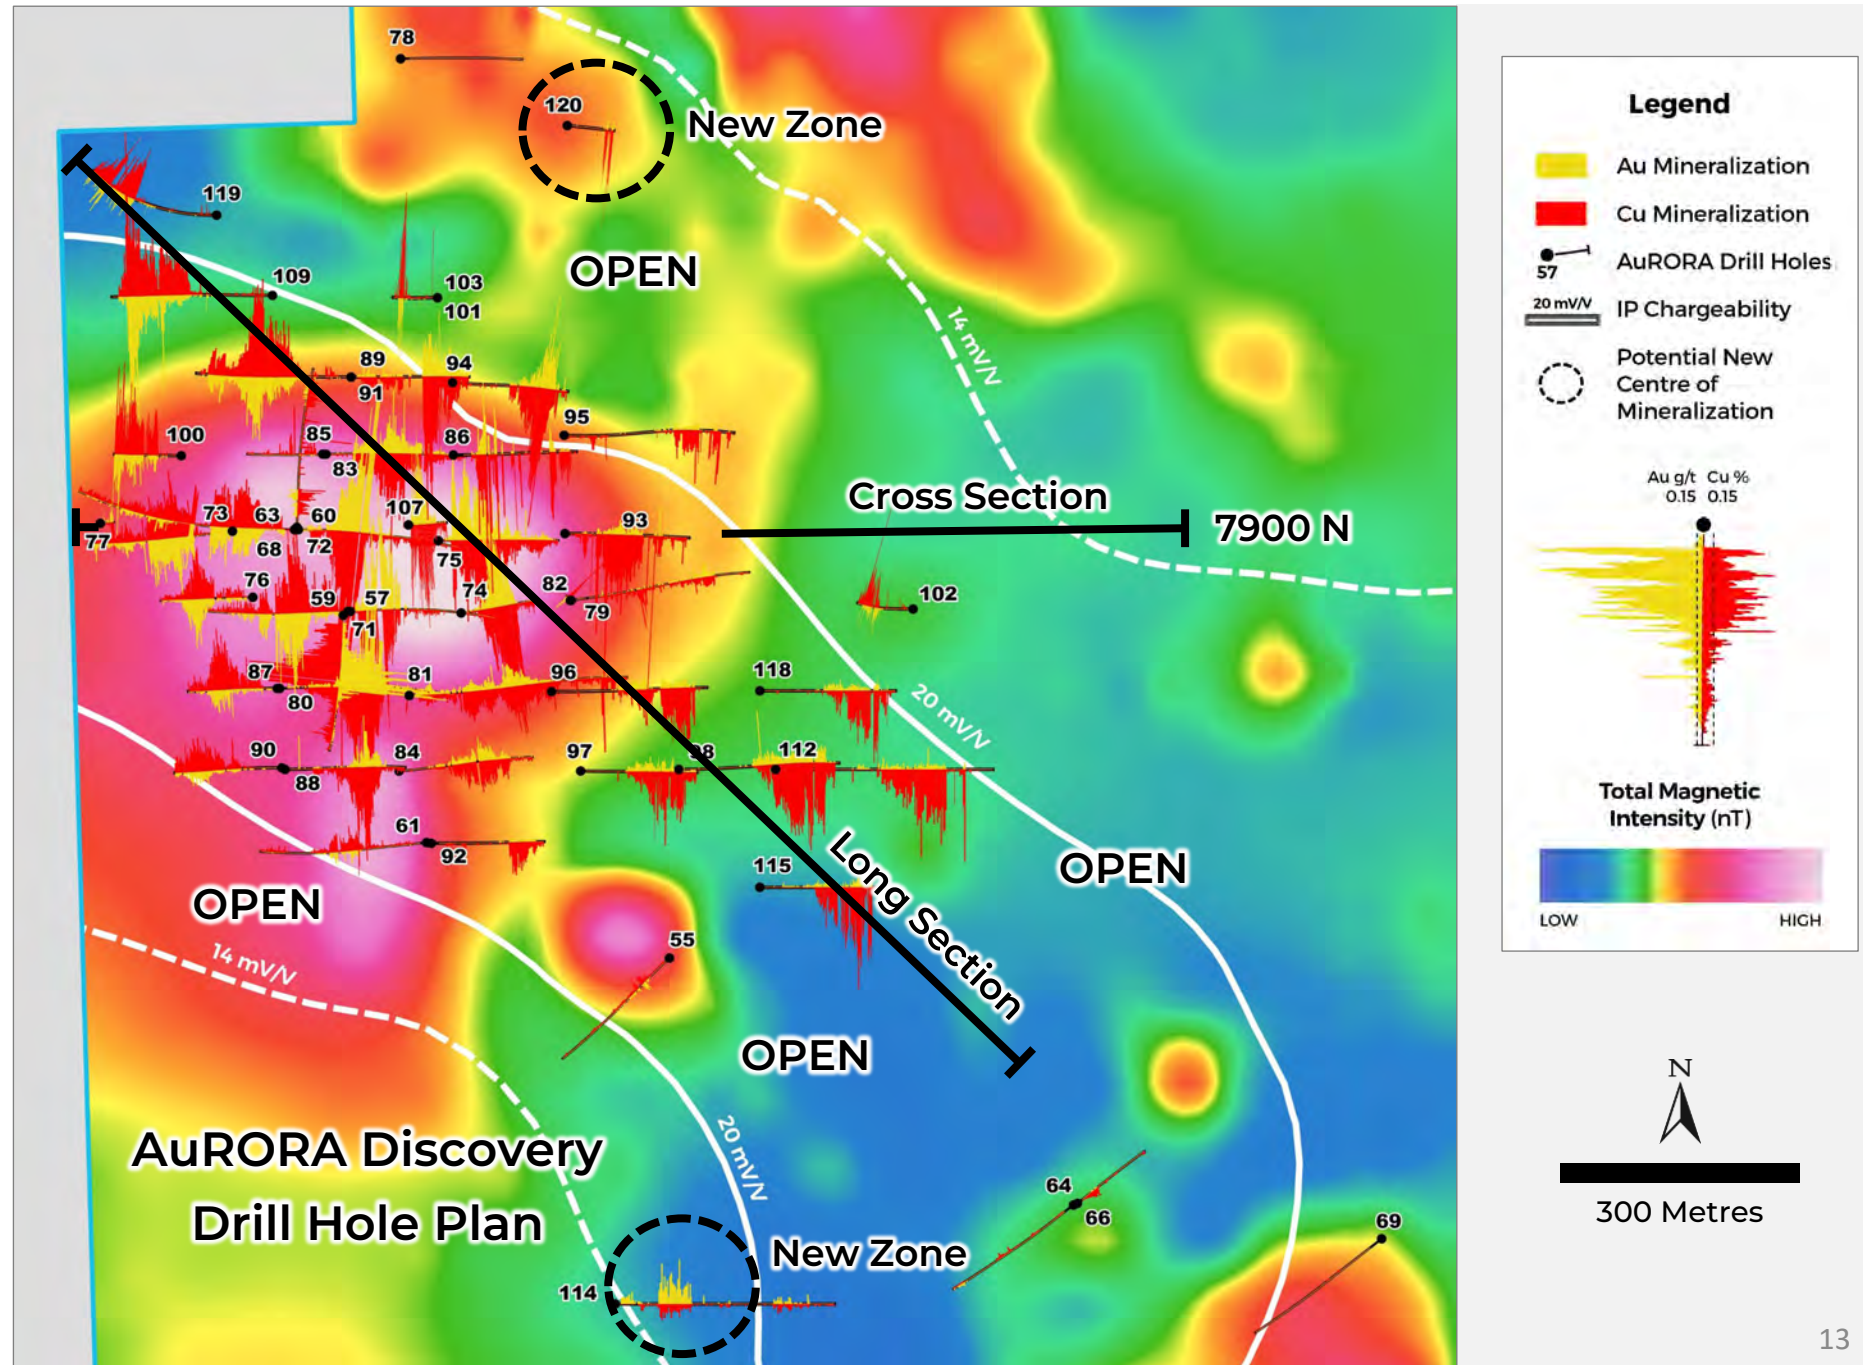 78
120
New Zone
119
OPEN
109
103
101
14 mV/V
89
94
91
95
100
85
86
83
Cross Section
7900 N
73
63
60
107
93
77
68
72
75
76
59
57
74
82
79
71
102
87
81
96
118
80
20 mV/V
90
84
97
98
112
88
61
92
115
Long Section
OPEN
OPEN
14 mV/V
55
OPEN
AuRORA Discovery
Drill Hole Plan
20 mV/V
64
66
69
New Zone
114
Legend
Au Mineralization
Cu Mineralization
57
AuRORA Drill Holes
20 mV/V
IP Chargeability
Potential New
Centre of
Mineralization
Au g/t Cu %
0.15 0.15
Total Magnetic
Intensity (nT)
LOW HIGH
N
300 Metres
13